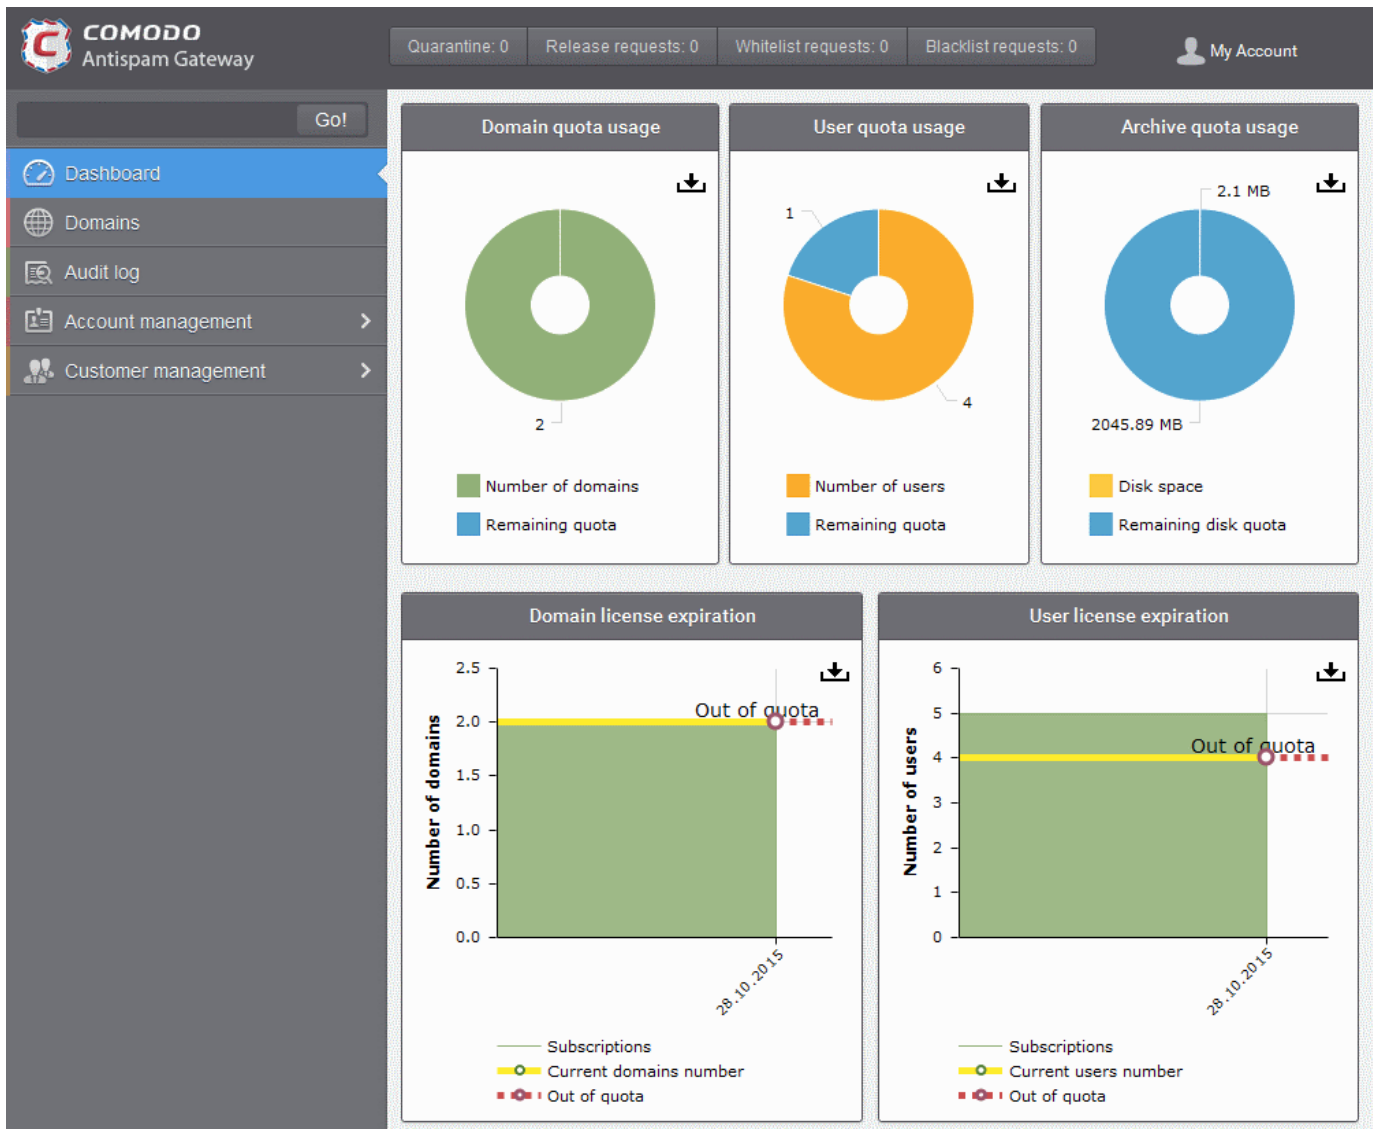 COMODO
Antispam Gateway
Quarantine: 0
Release requests: 0
Whitelist requests: 0
Blacklist requests: 0
My Account
Go!
Dashboard
Domains
Audit log
Account management
Customer management
Domain quota usage
2
Number of domains
Remaining quota
User quota usage
1
4
Number of users
Remaining quota
Archive quota usage
2.1 MB
2045.89 MB
Disk space
Remaining disk quota
Domain license expiration
2.5
2.0
1.5
1.0
0.5
0.0
Number of domains
Out of quota
28.10.2015
Subscriptions
Current domains number
Out of quota
User license expiration
6
5
4
3
2
1
0
Number of users
Out of quota
28.10.2015
Subscriptions
Current users number
Out of quota